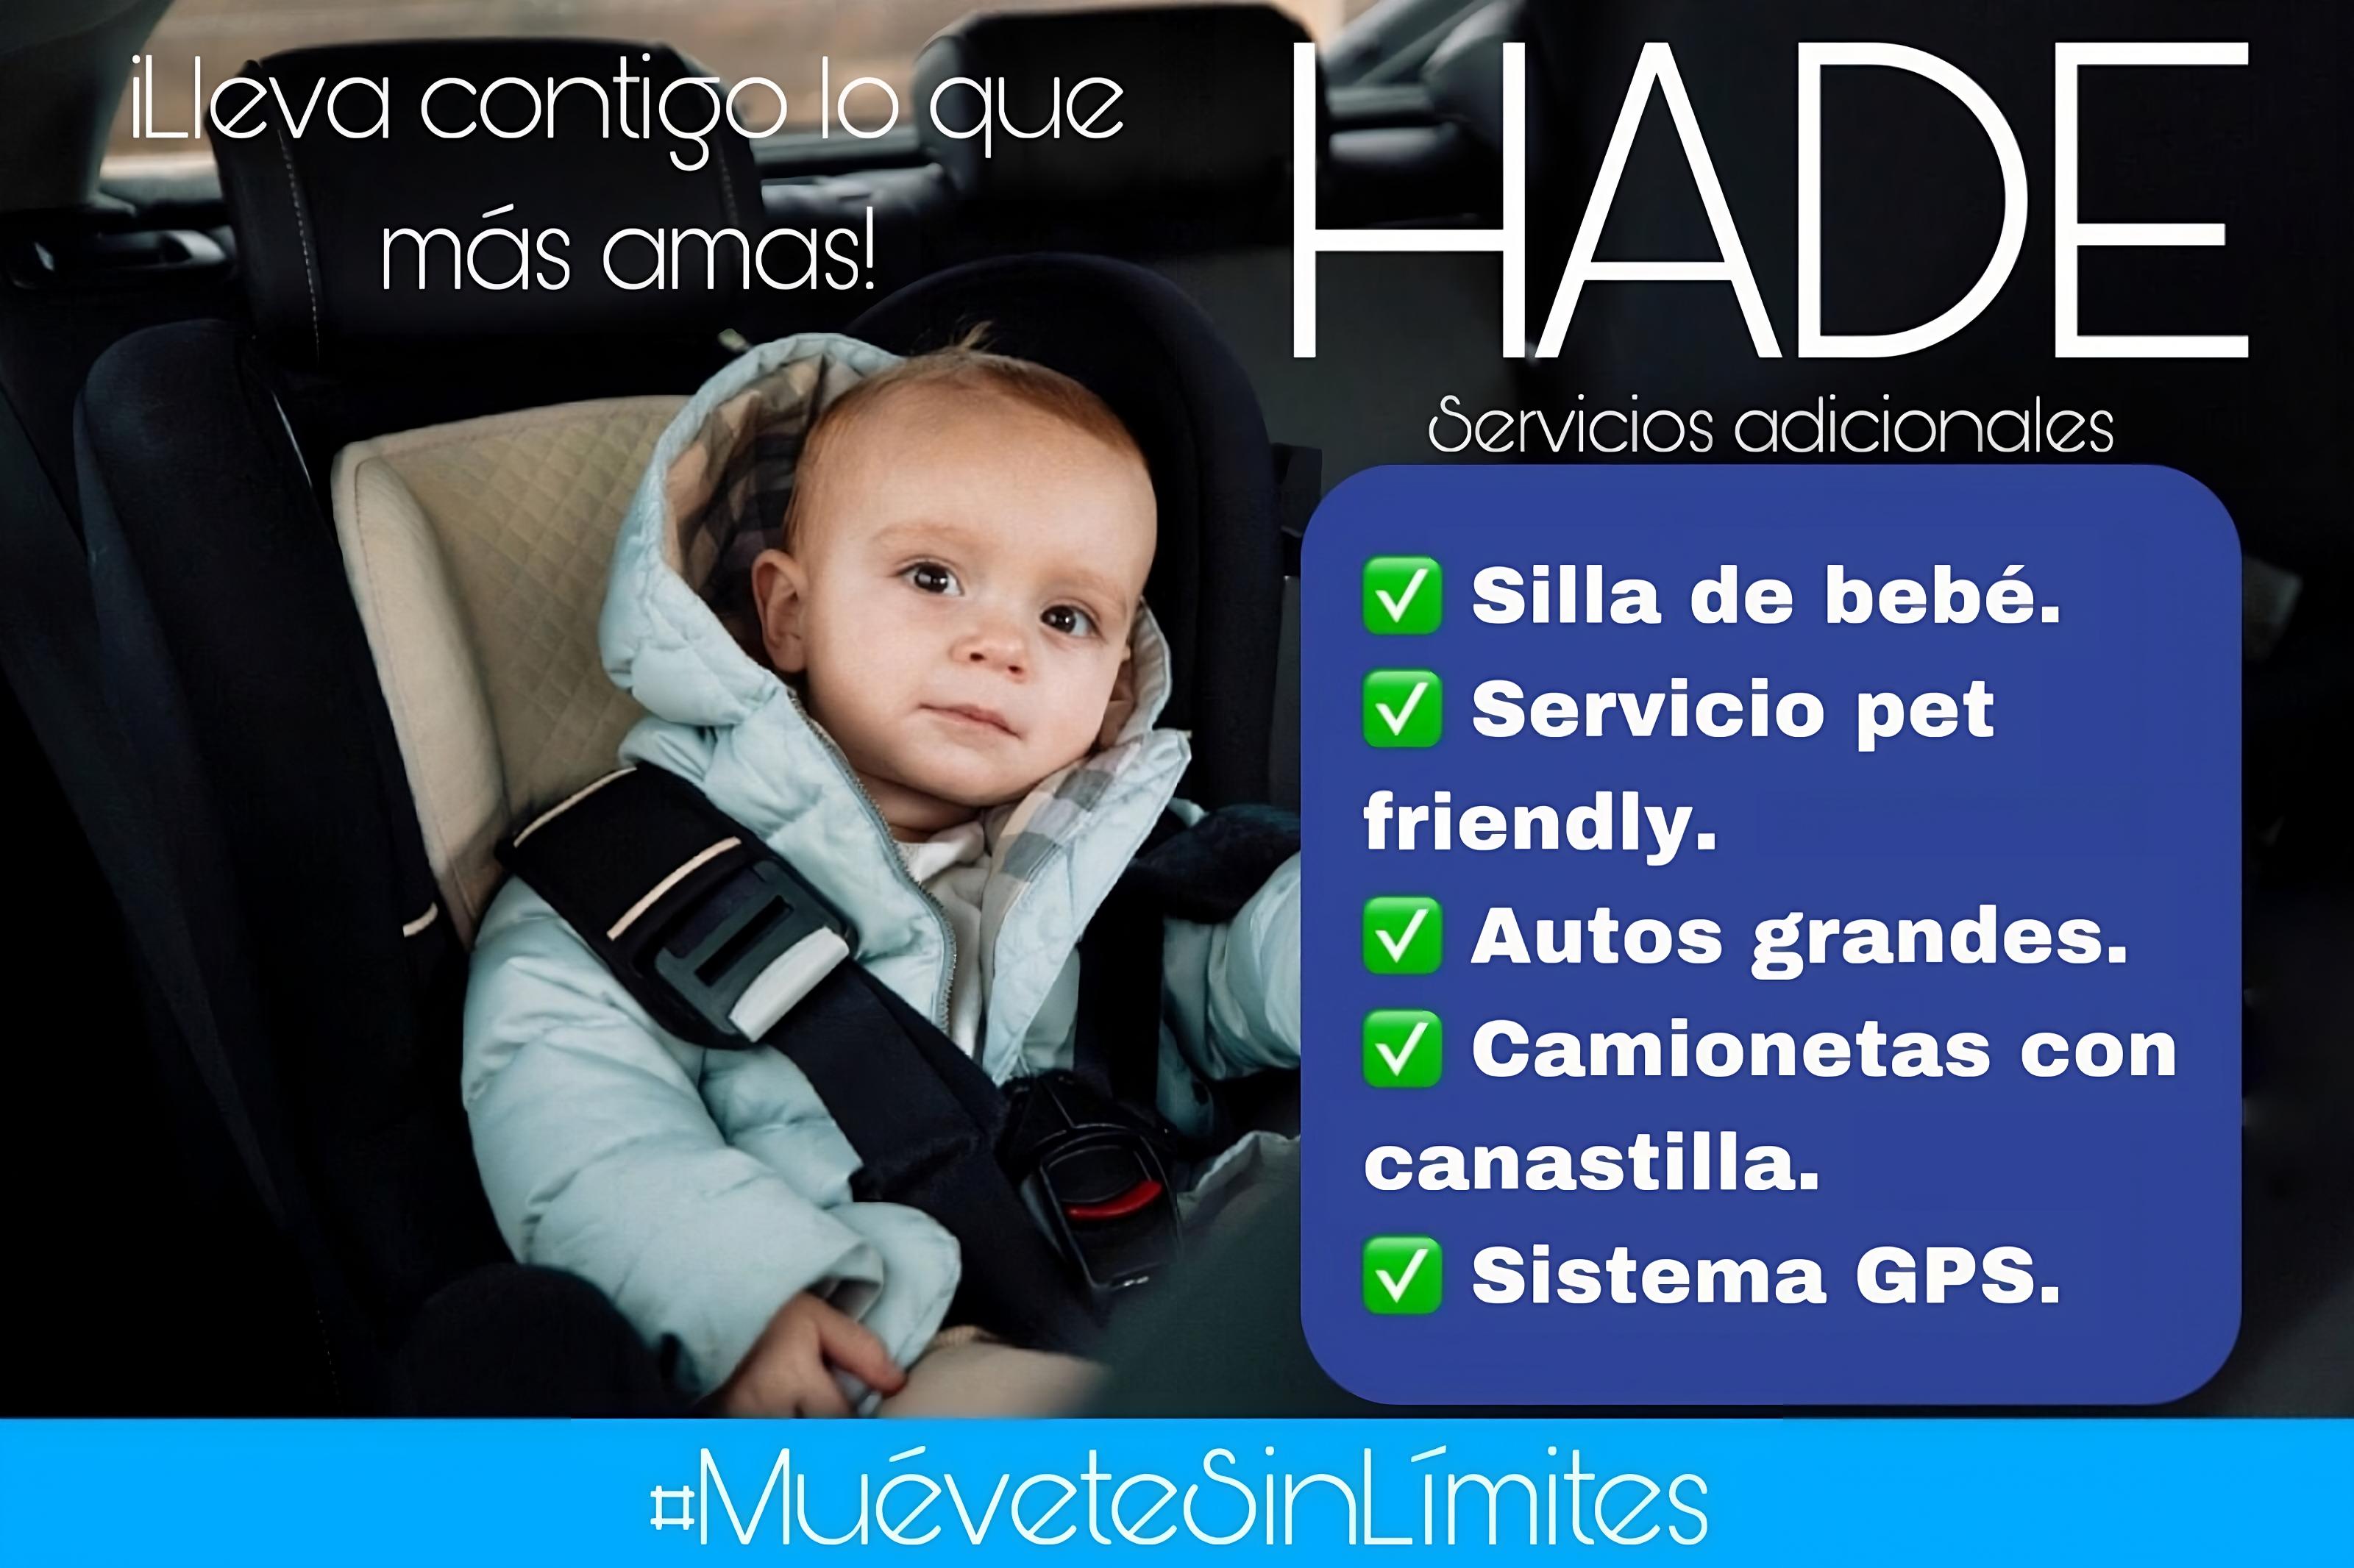 ¡Lleva contigo lo que
más amas!
HADE
Servicios adicionales
✅ Silla de bebé.
✅ Servicio pet
friendly.
✅ Autos grandes.
✅ Camionetas con
canastilla.
✅ Sistema GPS.
#MuéveteSinLímites